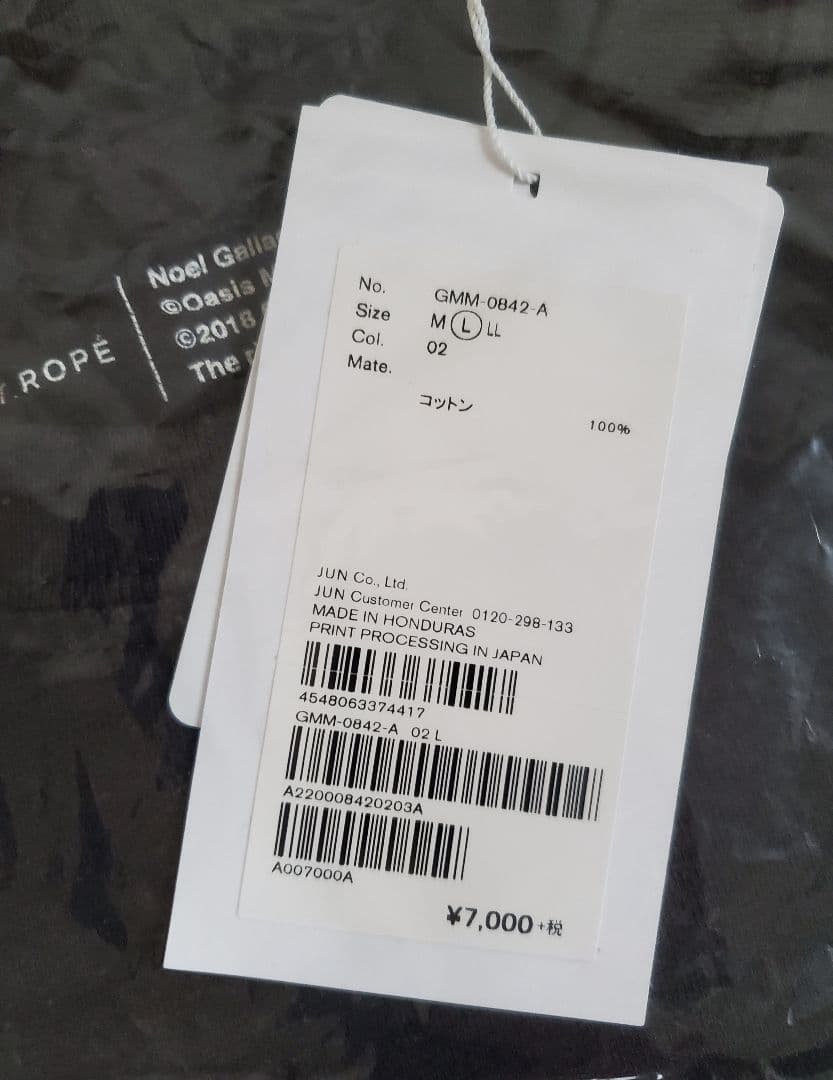 Noel Galla
©Oasis
©2018
The
ROPÉ
No. GMM-0842-A
Size M L LL
Col. 02
Mate.
コットン 100%
JUN Co., Ltd.
JUN Customer Center 0120-298-133
MADE IN HONDURAS
PRINT PROCESSING IN JAPAN
4548063374417
GMM-0842-A 02 L
A220008420203A
A007000A
¥7,000+税